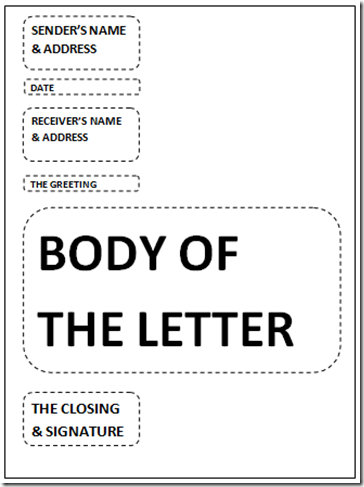 SENDER'S NAME
& ADDRESS
DATE
RECEIVER'S NAME
& ADDRESS
THE GREETING
BODY OF
THE LETTER
THE CLOSING
& SIGNATURE